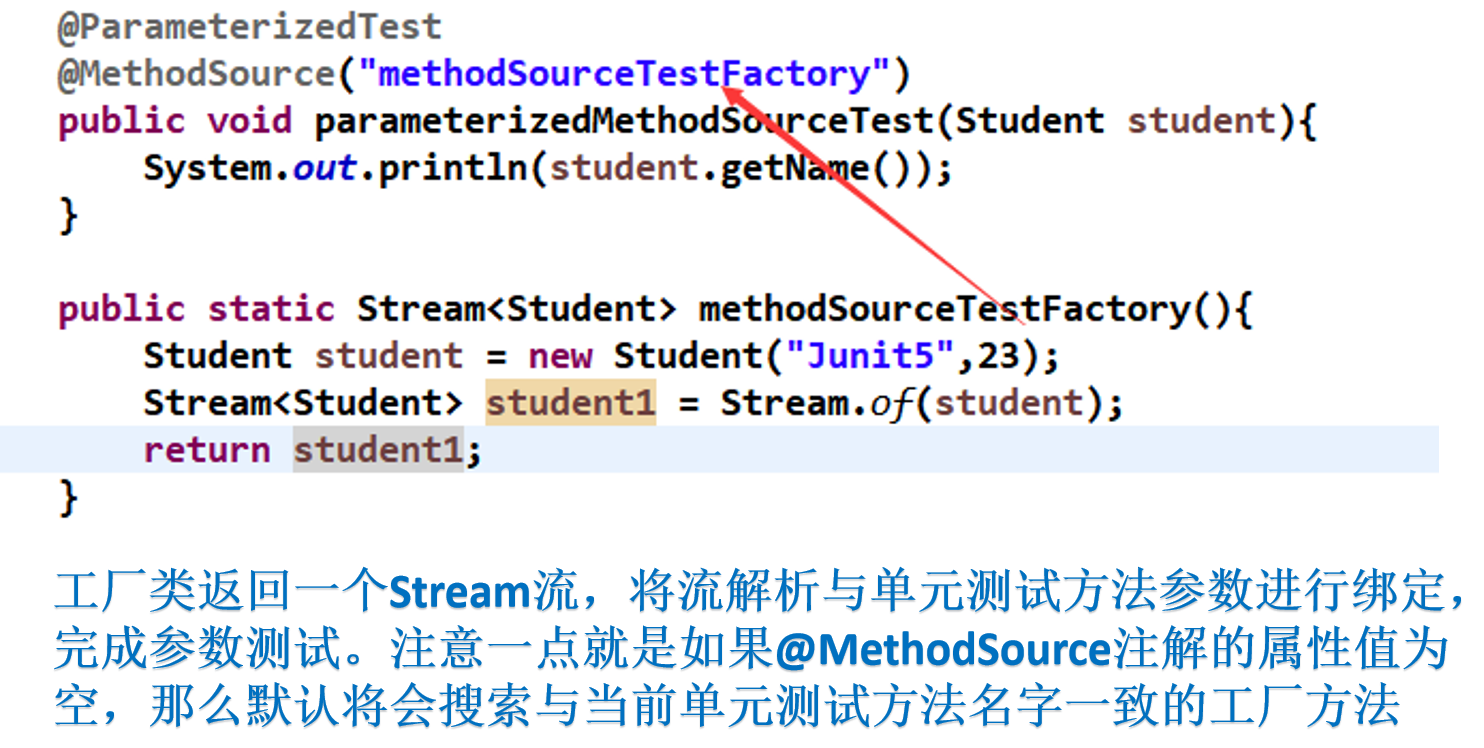 @ParameterizedTest
@MethodSource("methodSourceTestFactory")
public void parameterizedMethodSourceTest(Student student){
System.out.println(student.getName());
}
public static Stream<Student> methodSourceTestFactory(){
Student student = new Student("Junit5",23);
Stream<Student> student1 = Stream.of(student);
return student1;
}
工厂类返回一个Stream流，将流解析与单元测试方法参数进行绑定，
完成参数测试。注意一点就是如果@MethodSource注解的属性值为
空，那么默认将会搜索与当前单元测试方法名字一致的工厂方法